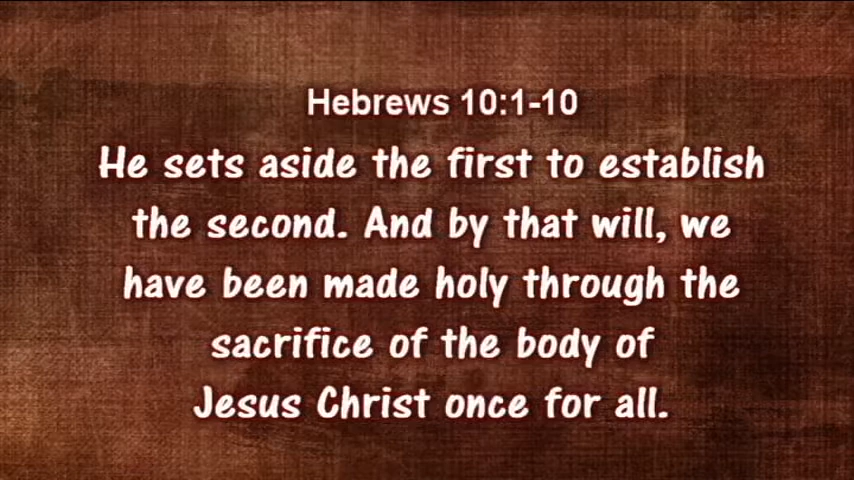 Hebrews 10:1-10
He sets aside the first to establish
the second. And by that will, we
have been made holy through the
sacrifice of the body of
Jesus Christ once for all.